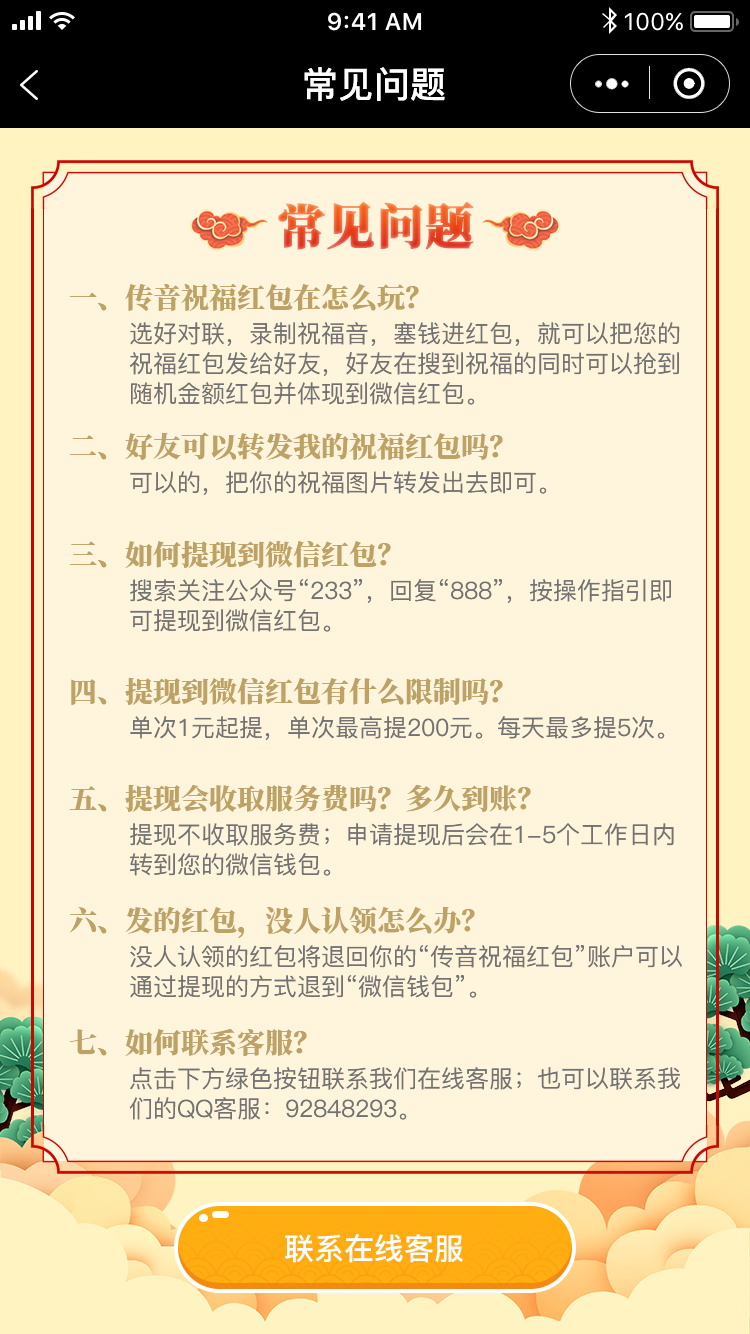 9:41 AM
100%
常见问题
常见问题
一、传音祝福红包在怎么玩?
选好对联，录制祝福音，塞钱进红包，就可以把您的
祝福红包发给好友，好友在搜到祝福的同时可以抢到
随机金额红包并体现到微信红包。
二、好友可以转发我的祝福红包吗?
可以的，把你的祝福图片转发出去即可。
三、如何提现到微信红包?
搜索关注公众号“233”，回复“888”，按操作指引即
可提现到微信红包。
四、提现到微信红包有什么限制吗?
单次1元起提，单次最高提200元。每天最多提5次。
五、提现会收取服务费吗? 多久到账?
提现不收取服务费；申请提现后会在1-5个工作日内
转到您的微信钱包。
六、发的红包，没人认领怎么办?
没人认领的红包将退回你的“传音祝福红包”账户可以
通过提现的方式退到“微信钱包”。
七、如何联系客服?
点击下方绿色按钮联系我们在线客服；也可以联系我
们的QQ客服：92848293。
联系在线客服